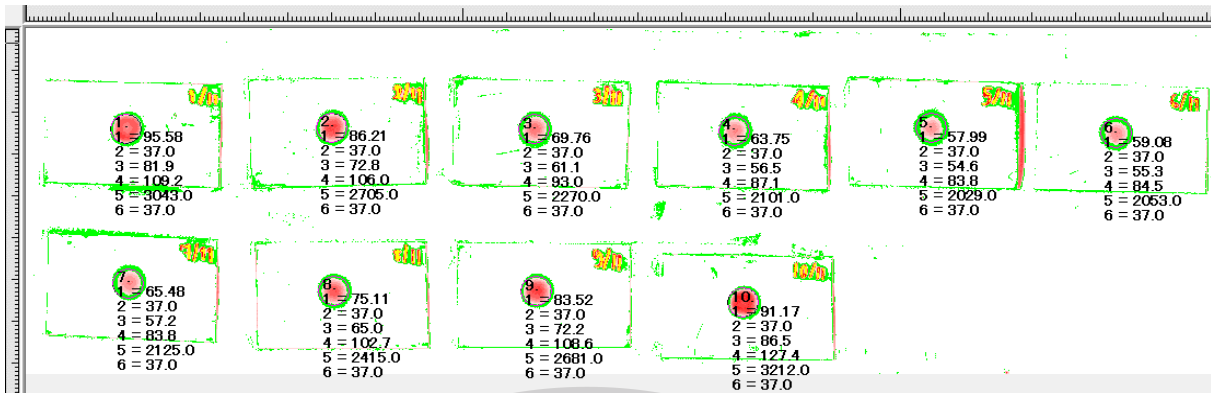 1.
1 = 95.58
2 = 37.0
3 = 81.9
4 = 109.2
5 = 3043.0
6 = 37.0
2.
1 = 86.21
2 = 37.0
3 = 72.8
4 = 106.0
5 = 2705.0
6 = 37.0
3.
1 = 69.76
2 = 37.0
3 = 61.1
4 = 93.0
5 = 2270.0
6 = 37.0
4.
1 = 63.75
2 = 37.0
3 = 56.5
4 = 87.1
5 = 2101.0
6 = 37.0
5.
1 = 57.99
2 = 37.0
3 = 54.6
4 = 83.8
5 = 2029.0
6 = 37.0
6.
1 = 59.08
2 = 37.0
3 = 55.3
4 = 84.5
5 = 2053.0
6 = 37.0
7.
1 = 65.48
2 = 37.0
3 = 57.2
4 = 83.8
5 = 2125.0
6 = 37.0
8.
1 = 75.11
2 = 37.0
3 = 65.0
4 = 102.7
5 = 2415.0
6 = 37.0
9.
1 = 83.52
2 = 37.0
3 = 72.2
4 = 108.6
5 = 2681.0
6 = 37.0
10.
1 = 91.17
2 = 37.0
3 = 86.5
4 = 127.4
5 = 3212.0
6 = 37.0